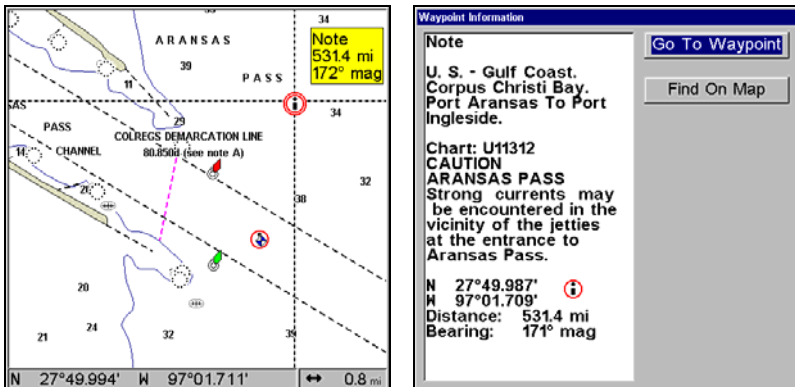 34
ARANSAS
Note
531.4 mi
172° mag
39
PASS
11
34
29
PASS
COLREGS DEMARCATION LINE
CHANNEL
80.850d (see note A)
14
32
26
38
20
24
21
32
39
N 27°49.994' W 97°01.711' ↔ 0.8 mi
Waypoint Information
Note
U. S. - Gulf Coast.
Corpus Christi Bay.
Port Aransas To Port
Ingleside.
Chart: U11312
CAUTION
ARANSAS PASS
Strong currents may
be encountered in the
vicinity of the jetties
at the entrance to
Aransas Pass.
N 27°49.987'
W 97°01.709'
Distance: 531.4 mi
Bearing: 171° mag
Go To Waypoint
Find On Map